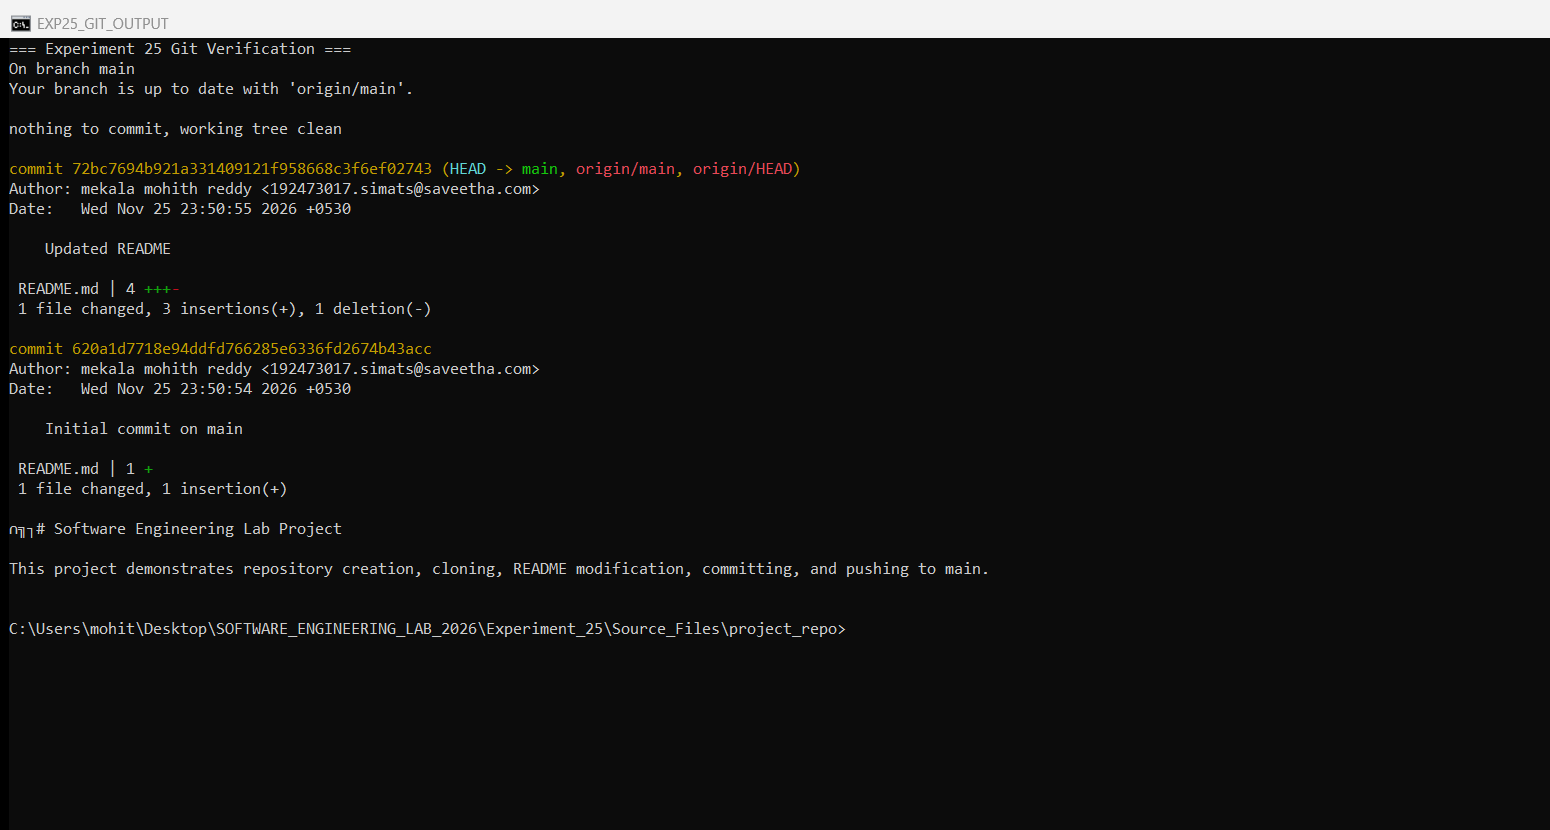 EXP25_GIT_OUTPUT
=== Experiment 25 Git Verification ===
On branch main
Your branch is up to date with 'origin/main'.
nothing to commit, working tree clean
commit 72bc7694b921a331409121f958668c3f6ef02743 (HEAD -> main, origin/main, origin/HEAD)
Author: mekala mohith reddy <192473017.simats@saveetha.com>
Date:   Wed Nov 25 23:50:55 2026 +0530
    Updated README
 README.md | 4 +++-
 1 file changed, 3 insertions(+), 1 deletion(-)
commit 620a1d7718e94ddfd766285e6336fd2674b43acc
Author: mekala mohith reddy <192473017.simats@saveetha.com>
Date:   Wed Nov 25 23:50:54 2026 +0530
    Initial commit on main
 README.md | 1 +
 1 file changed, 1 insertion(+)
∩╗┐# Software Engineering Lab Project
This project demonstrates repository creation, cloning, README modification, committing, and pushing to main.
C:\Users\mohit\Desktop\SOFTWARE_ENGINEERING_LAB_2026\Experiment_25\Source_Files\project_repo>